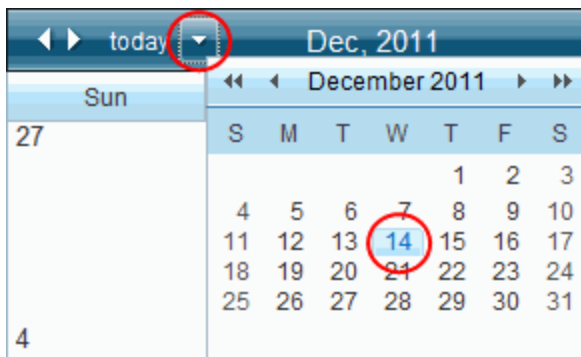 today Dec, 2011
December 2011
Sun
S M T W T F S
27
1 2 3
4 5 6 7 8 9 10
11 12 13 14 15 16 17
18 19 20 21 22 23 24
25 26 27 28 29 30 31
4